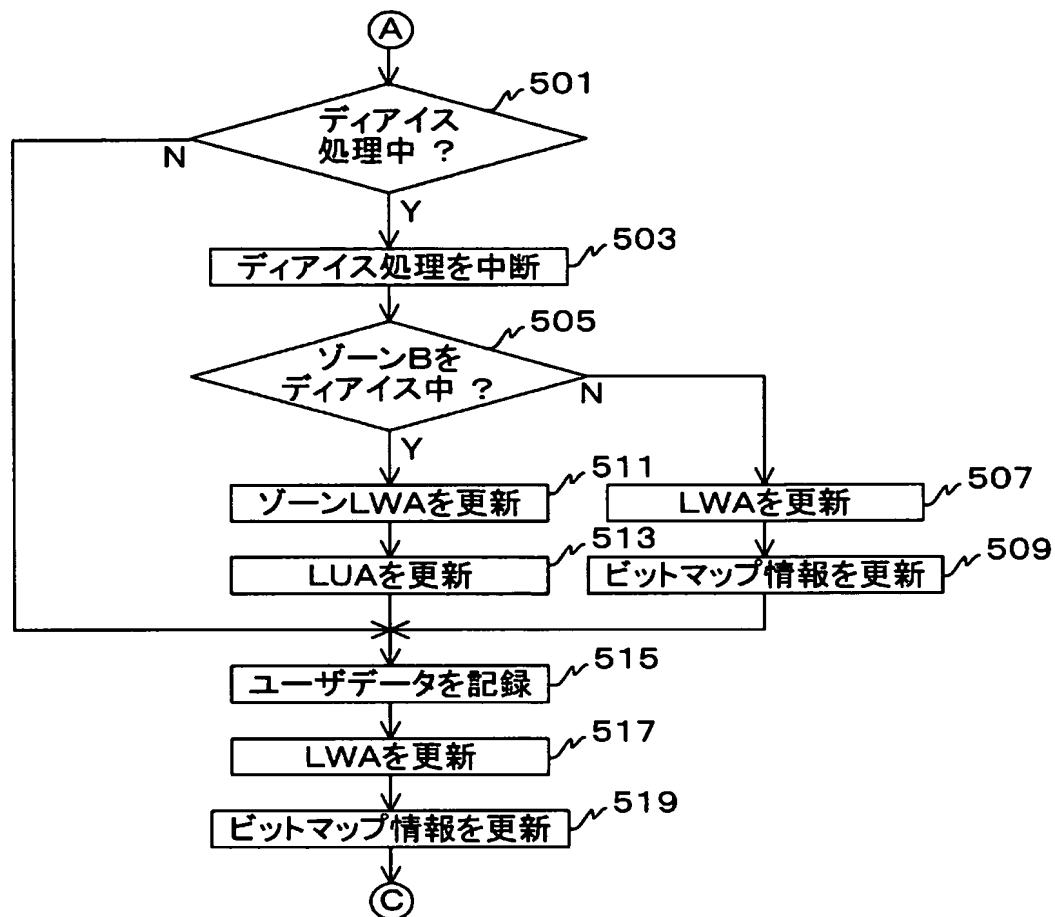 A
501
ディアイス
処理中 ?
N
Y
503
ディアイス処理を中断
505
ゾーンBを
ディアイス中 ?
N
Y
511
ゾーンLWAを更新
507
LWAを更新
513
LUAを更新
509
ビットマップ情報を更新
515
ユーザデータを記録
517
LWAを更新
519
ビットマップ情報を更新
C